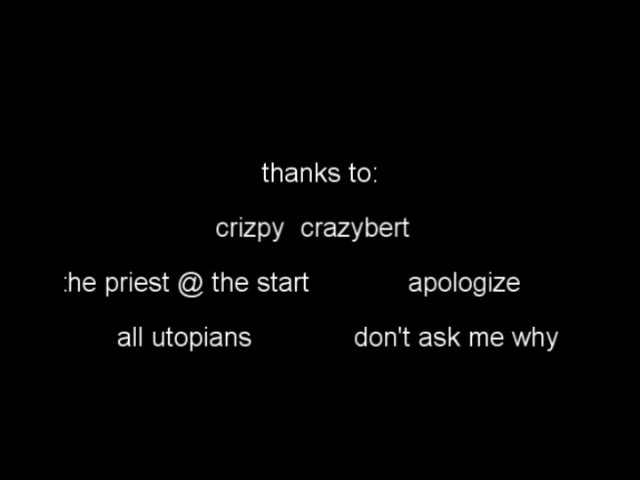 thanks to:
crizpy crazybert
the priest @ the start apologize
all utopians don't ask me why